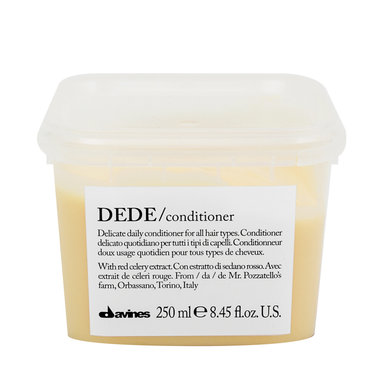 DEDE/conditioner
Delicate daily conditioner for all hair types. Conditioner
delicato quotidiano per tutti i tipi di capelli. Conditionneur
doux usage quotidien pour tous types de cheveux.
With red celery extract. Con estratto di sedano rosso. Avec
extrait de céleri rouge. From / da / de Mr. Pozzatello's
farm, Orbassano, Torino, Italy
davines 250 ml ℮ 8.45 fl.oz. U.S.